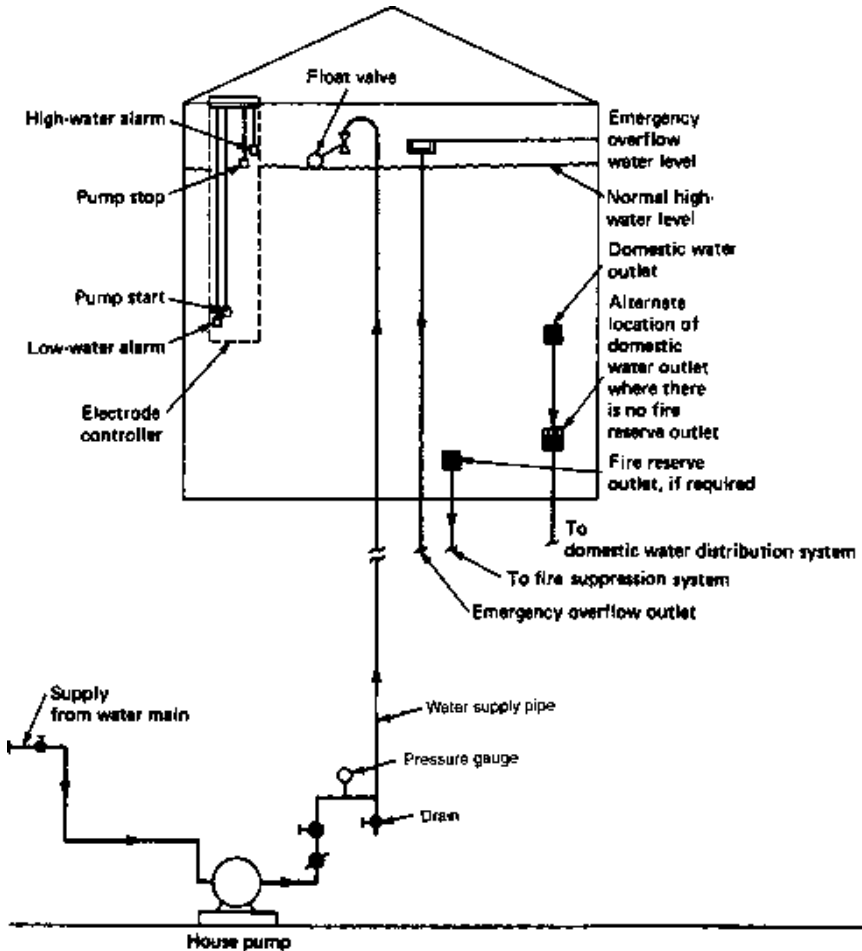 Float valve
High-water alarm
Emergency
overflow
water level
Pump stop
Normal high-
water level
Domestic water
outlet
Pump start
Alternate
location of
domestic
water outlet
where there
is no fire
reserve outlet
Low-water alarm
Electrode
controller
Fire reserve
outlet, if required
To
domestic water distribution system
To fire suppression system
Emergency overflow outlet
Supply
from water main
Water supply pipe
Pressure gauge
Drain
House pump